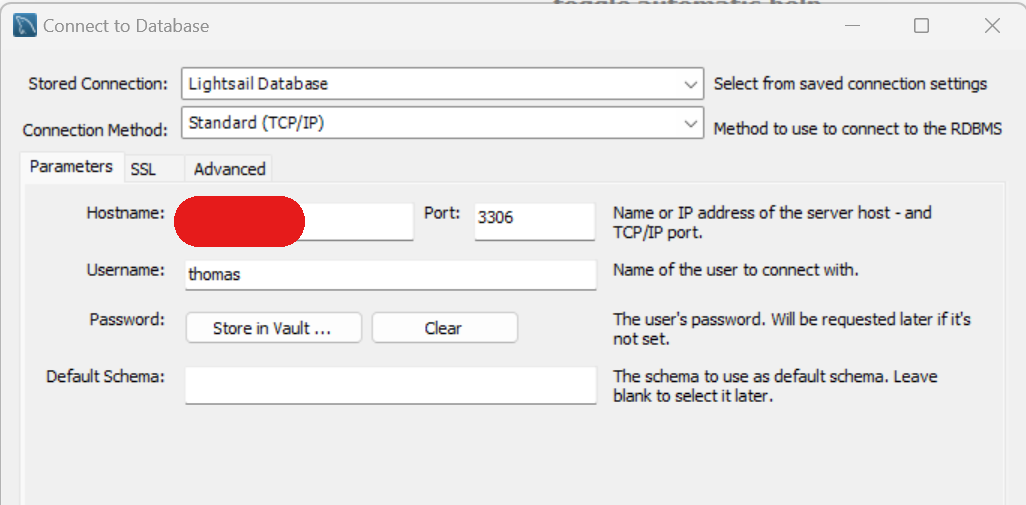 toggle automatic help
Connect to Database
Stored Connection: Lightsail Database Select from saved connection settings
Connection Method: Standard (TCP/IP) Method to use to connect to the RDBMS
Parameters SSL Advanced
Hostname: Port: 3306 Name or IP address of the server host - and
TCP/IP port.
Username: thomas Name of the user to connect with.
Password: Store in Vault ... Clear The user's password. Will be requested later if it's
not set.
Default Schema: The schema to use as default schema. Leave
blank to select it later.